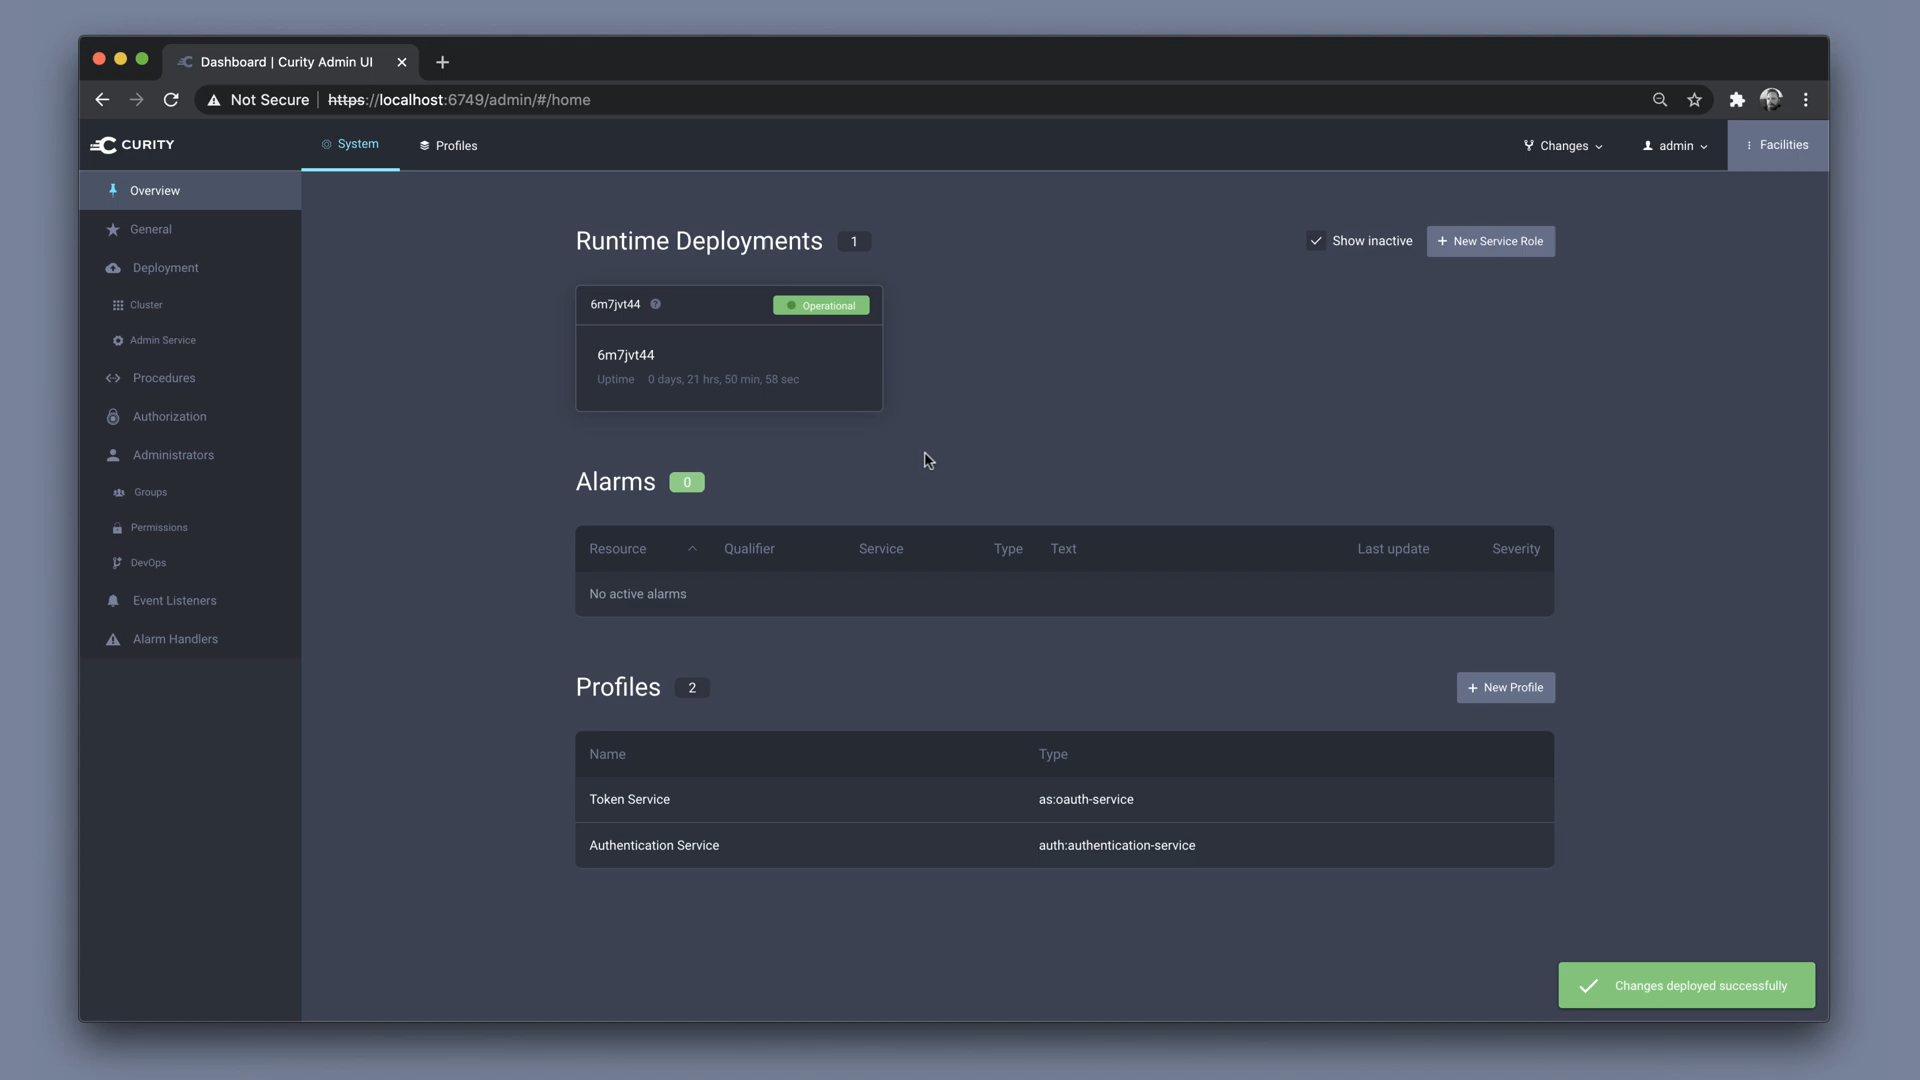 Dashboard | Curity Admin UI
Not Secure
https://localhost:6749/admin/#/home
CURITY
System
Profiles
Changes
admin
Facilities
Overview
General
Deployment
Cluster
Admin Service
Procedures
Authorization
Administrators
Groups
Permissions
DevOps
Event Listeners
Alarm Handlers
Runtime Deployments 1
Show inactive
+ New Service Role
6m7jvt44
Operational
6m7jvt44
Uptime 0 days, 21 hrs, 50 min, 58 sec
Alarms 0
Resource Qualifier Service Type Text Last update Severity
No active alarms
Profiles 2
+ New Profile
Name Type
Token Service as:oauth-service
Authentication Service auth:authentication-service
Changes deployed successfully